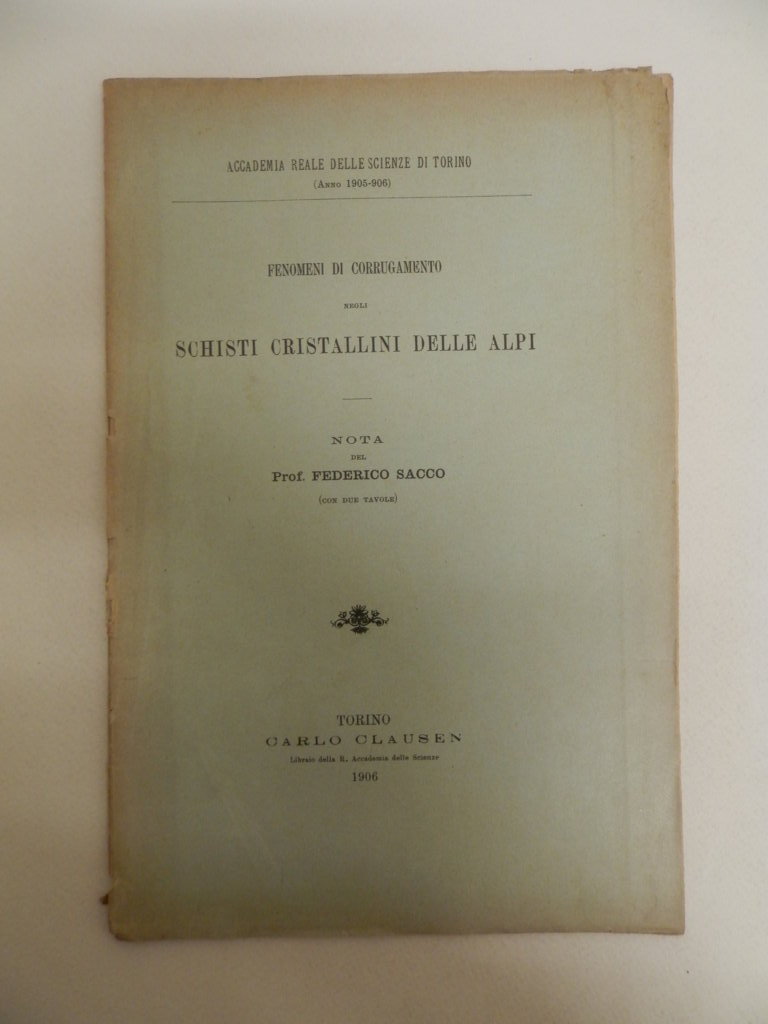 ACCADEMIA REALE DELLE SCIENZE DI TORINO
(ANNO 1905-906)
FENOMENI DI CORRUGAMENTO
NEGLI
SCHISTI CRISTALLINI DELLE ALPI
NOTA
DEL
Prof. FEDERICO SACCO
(CON DUE TAVOLE)
TORINO
CARLO CLAUSEN
Libraio della R. Accademia delle Scienze
1906